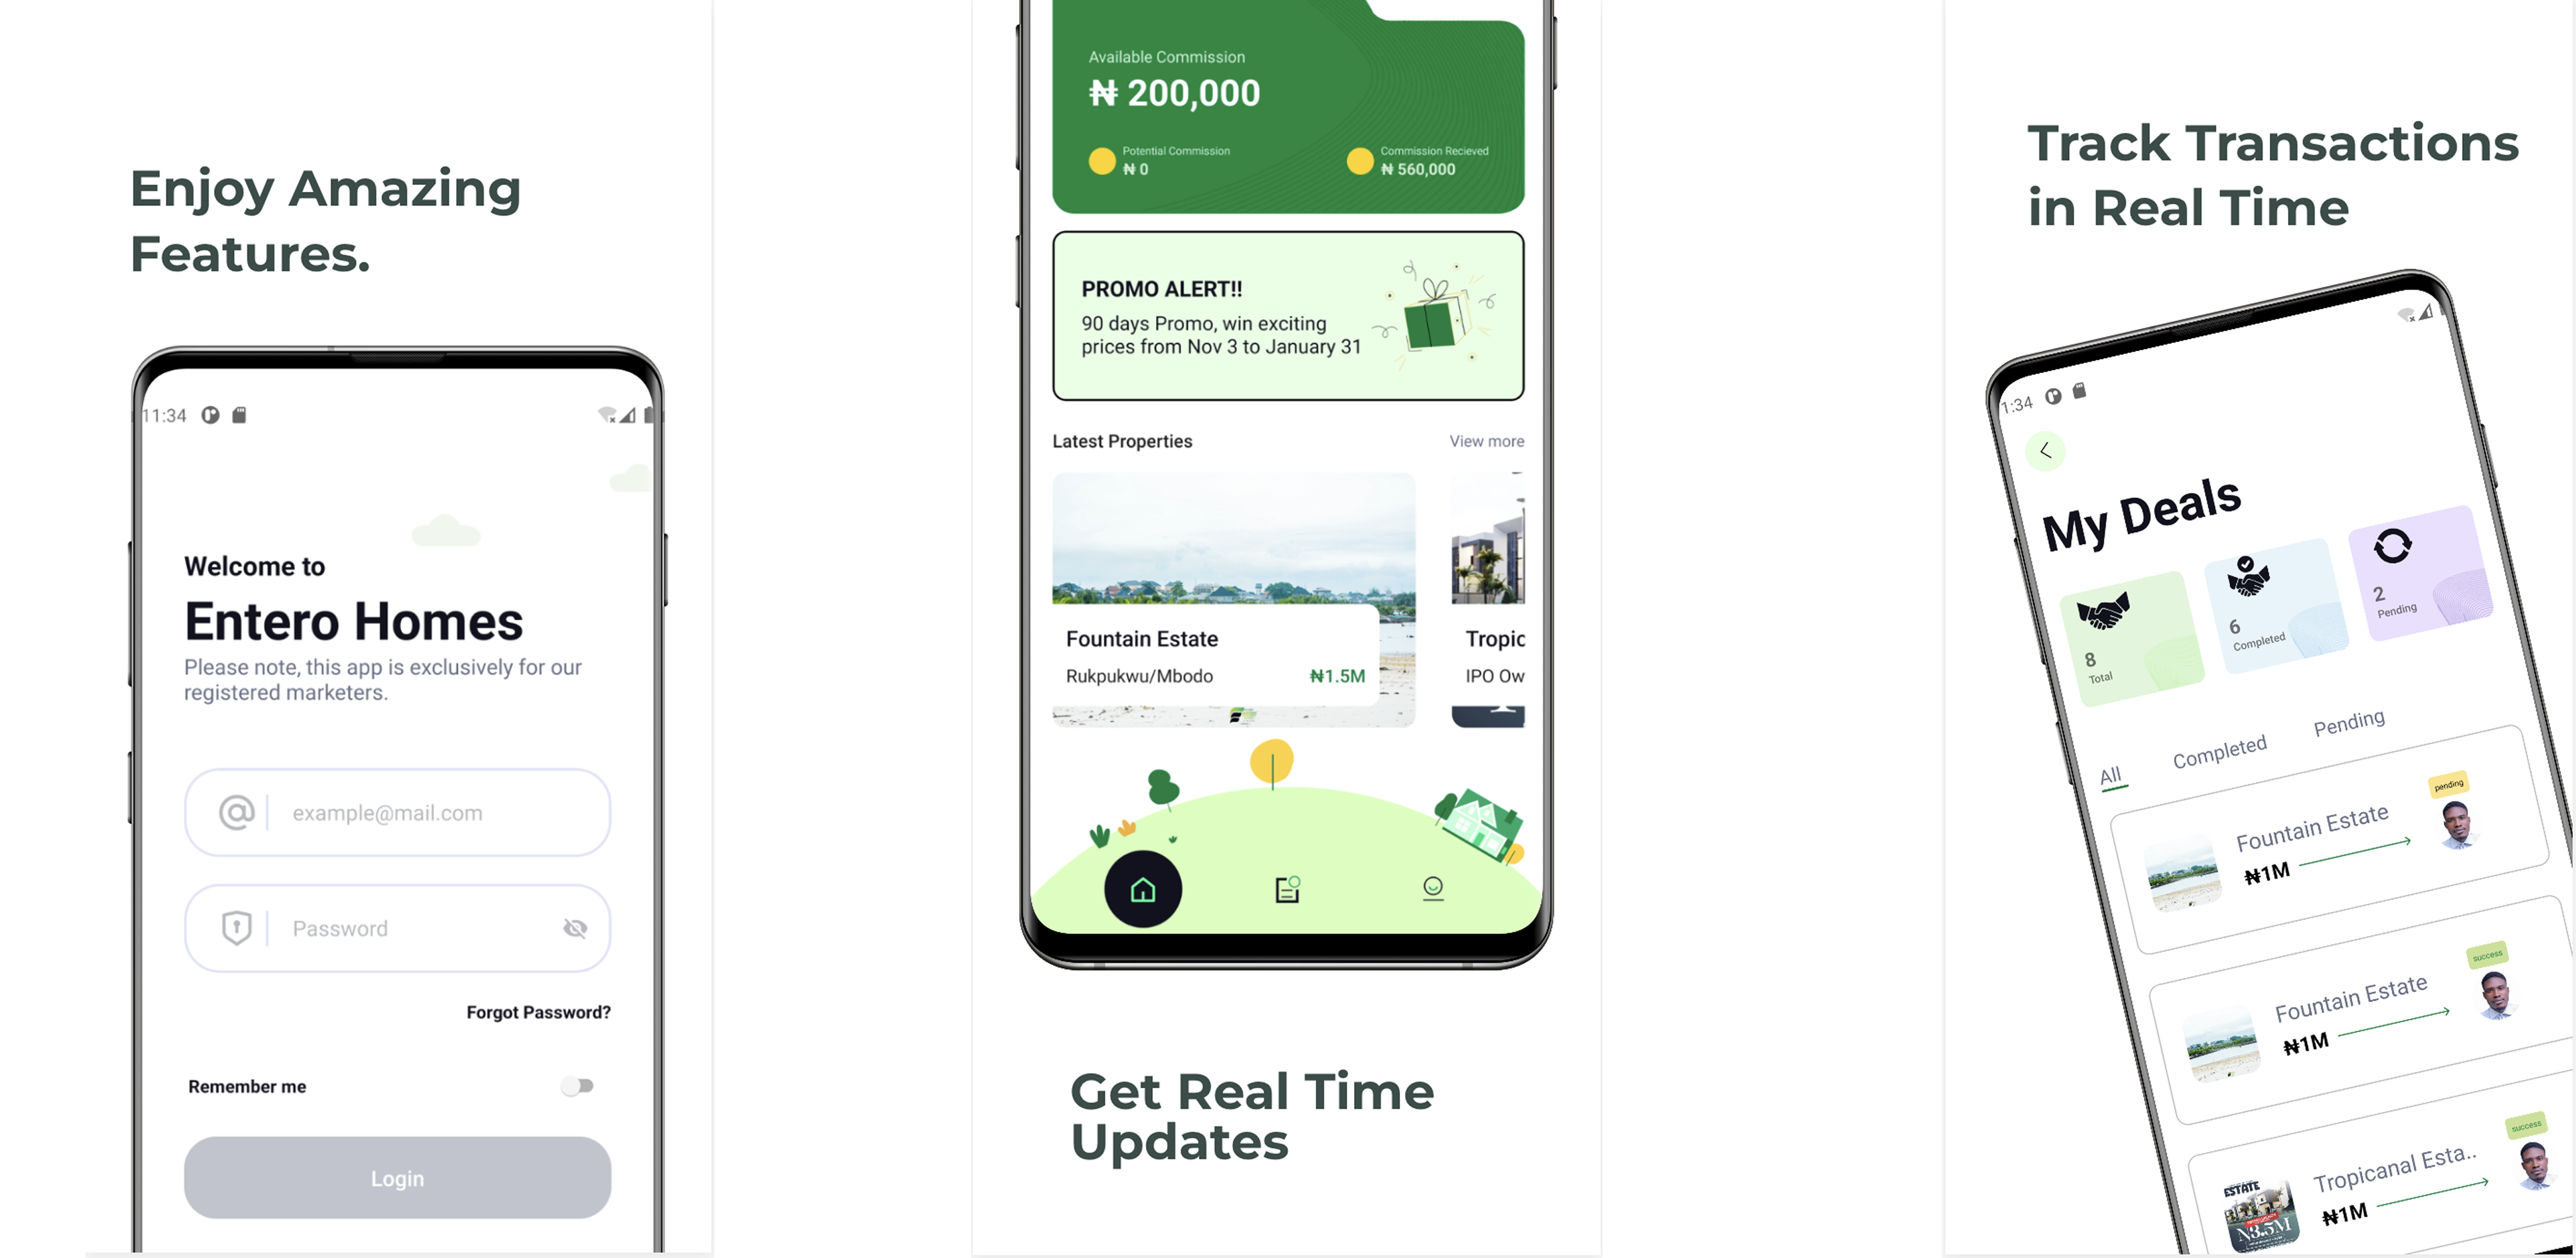 Enjoy Amazing
Features.
11:34
Welcome to
Entero Homes
Please note, this app is exclusively for our
registered marketers.
example@mail.com
Password
Forgot Password?
Remember me
Login
Available Commission
₦ 200,000
Potential Commission
₦ 0
Commission Recieved
₦ 560,000
PROMO ALERT!!
90 days Promo, win exciting
prices from Nov 3 to January 31
Latest Properties
View more
Fountain Estate
Rukpukwu/Mbodo
₦1.5M
Tropic
IPO Ow
Get Real Time
Updates
Track Transactions
in Real Time
1:34
My Deals
8
Total
6
Completed
2
Pending
All
Completed
Pending
pending
Fountain Estate
₦1M
success
Fountain Estate
₦1M
success
Tropicanal Esta..
₦1M
ESTATE
₦3.5M